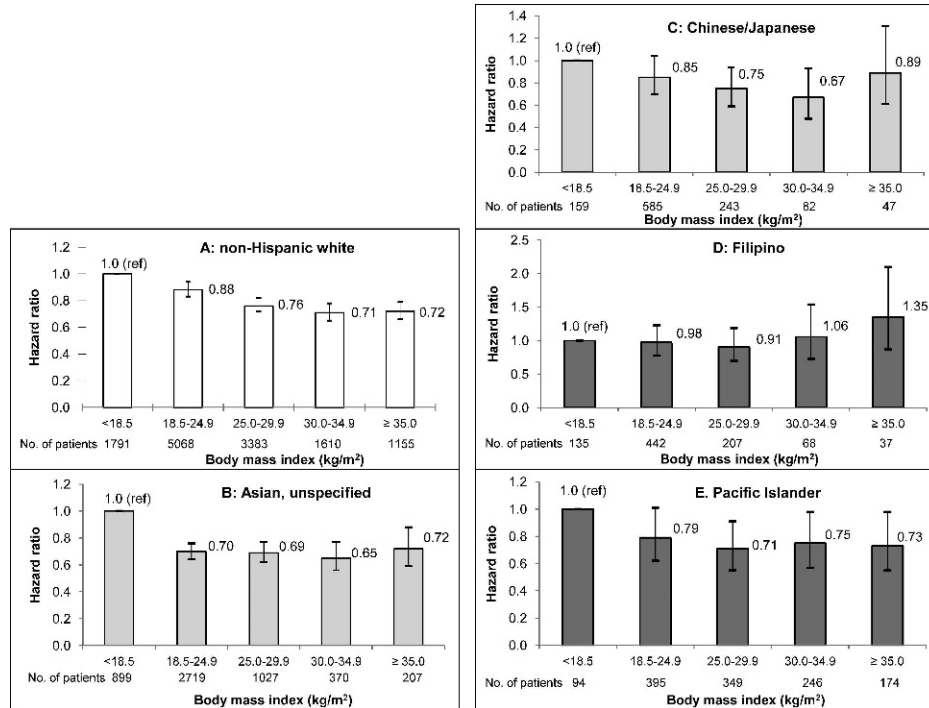 C: Chinese/Japanese
Hazard ratio
1.4
1.2
1.0
0.8
0.6
0.4
0.2
0.0
1.0 (ref)
0.85
0.75
0.67
0.89
<18.5 18.5-24.9 25.0-29.9 30.0-34.9 ≥ 35.0
No. of patients 159 585 243 82 47
Body mass index (kg/m²)
A: non-Hispanic white
Hazard ratio
1.2
1.0
0.8
0.6
0.4
0.2
0.0
1.0 (ref)
0.88
0.76
0.71
0.72
<18.5 18.5-24.9 25.0-29.9 30.0-34.9 ≥ 35.0
No. of patients 1791 5068 3383 1610 1155
Body mass index (kg/m²)
D: Filipino
Hazard ratio
2.5
2.0
1.5
1.0
0.5
0.0
1.0 (ref)
0.98
0.91
1.06
1.35
<18.5 18.5-24.9 25.0-29.9 30.0-34.9 ≥ 35.0
No. of patients 135 442 207 68 37
Body mass index (kg/m²)
B: Asian, unspecified
Hazard ratio
1.2
1.0
0.8
0.6
0.4
0.2
0.0
1.0 (ref)
0.70
0.69
0.65
0.72
<18.5 18.5-24.9 25.0-29.9 30.0-34.9 ≥ 35.0
No. of patients 899 2719 1027 370 207
Body mass index (kg/m²)
E. Pacific Islander
Hazard ratio
1.2
1.0
0.8
0.6
0.4
0.2
0.0
1.0 (ref)
0.79
0.71
0.75
0.73
<18.5 18.5-24.9 25.0-29.9 30.0-34.9 ≥ 35.0
No. of patients 94 395 349 246 174
Body mass index (kg/m²)